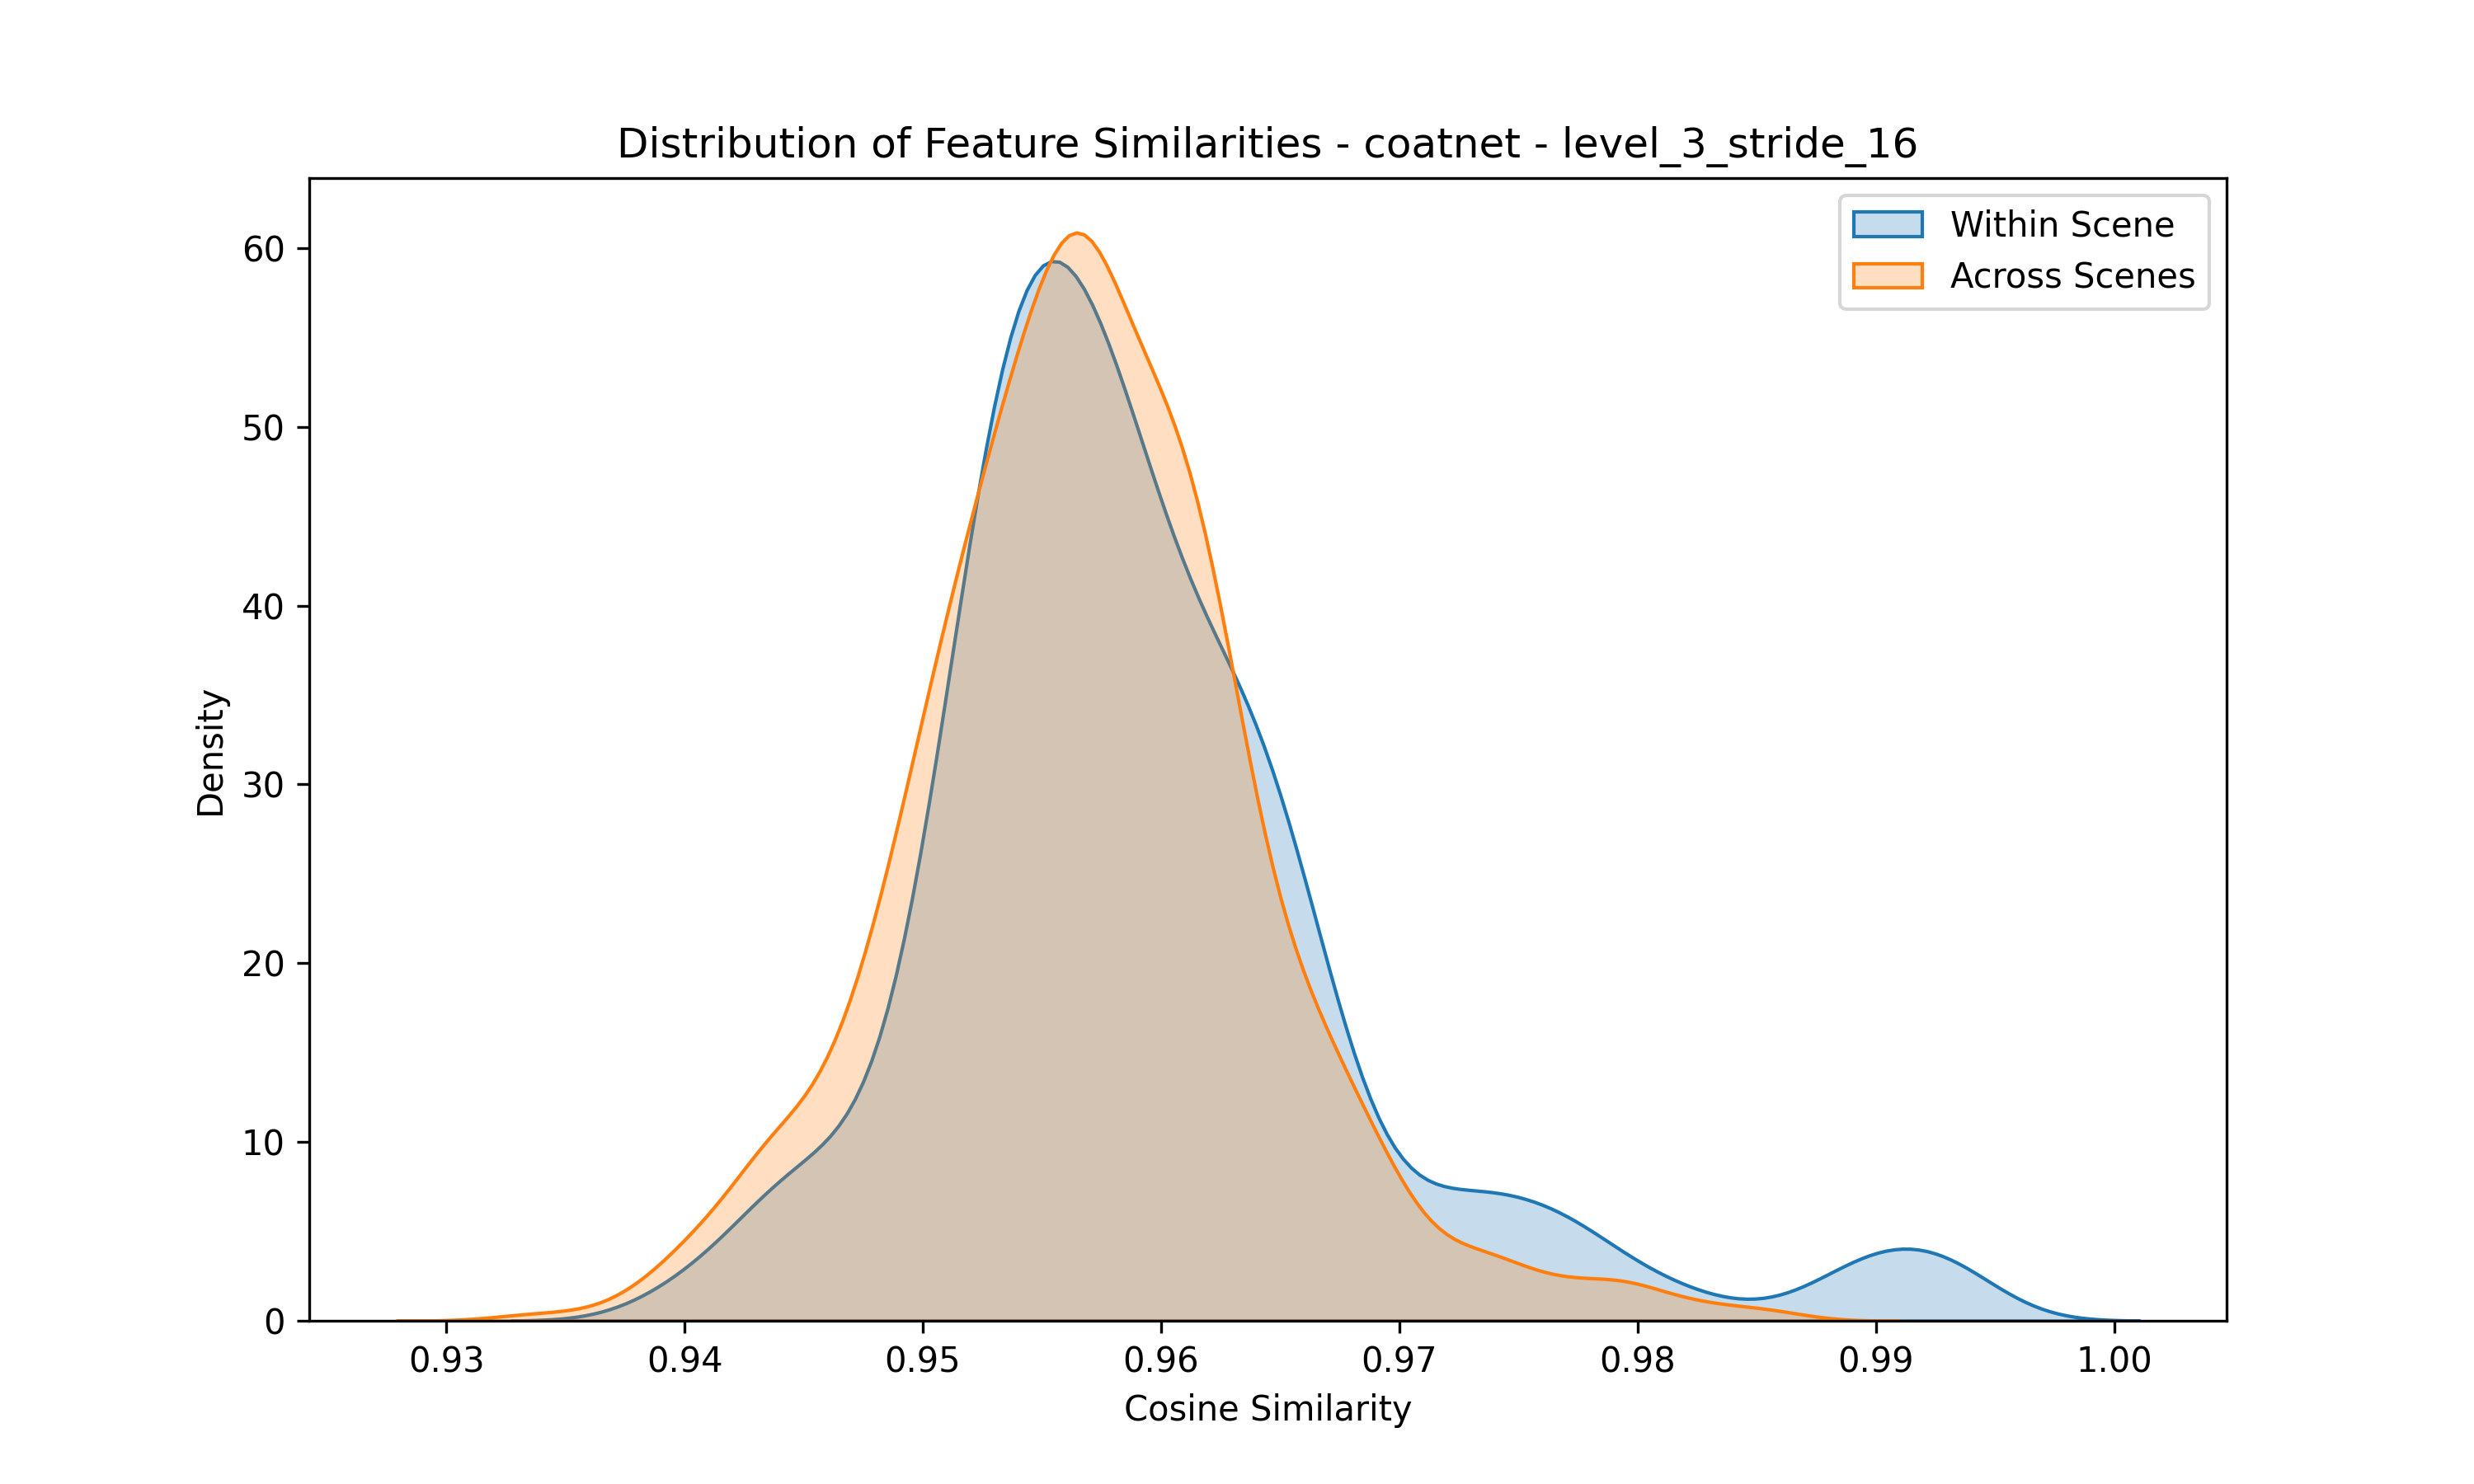 Distribution of Feature Similarities - coatnet - level_3_stride_16
Within Scene
Across Scenes
Density
60
50
40
30
20
10
0
0.93 0.94 0.95 0.96 0.97 0.98 0.99 1.00
Cosine Similarity